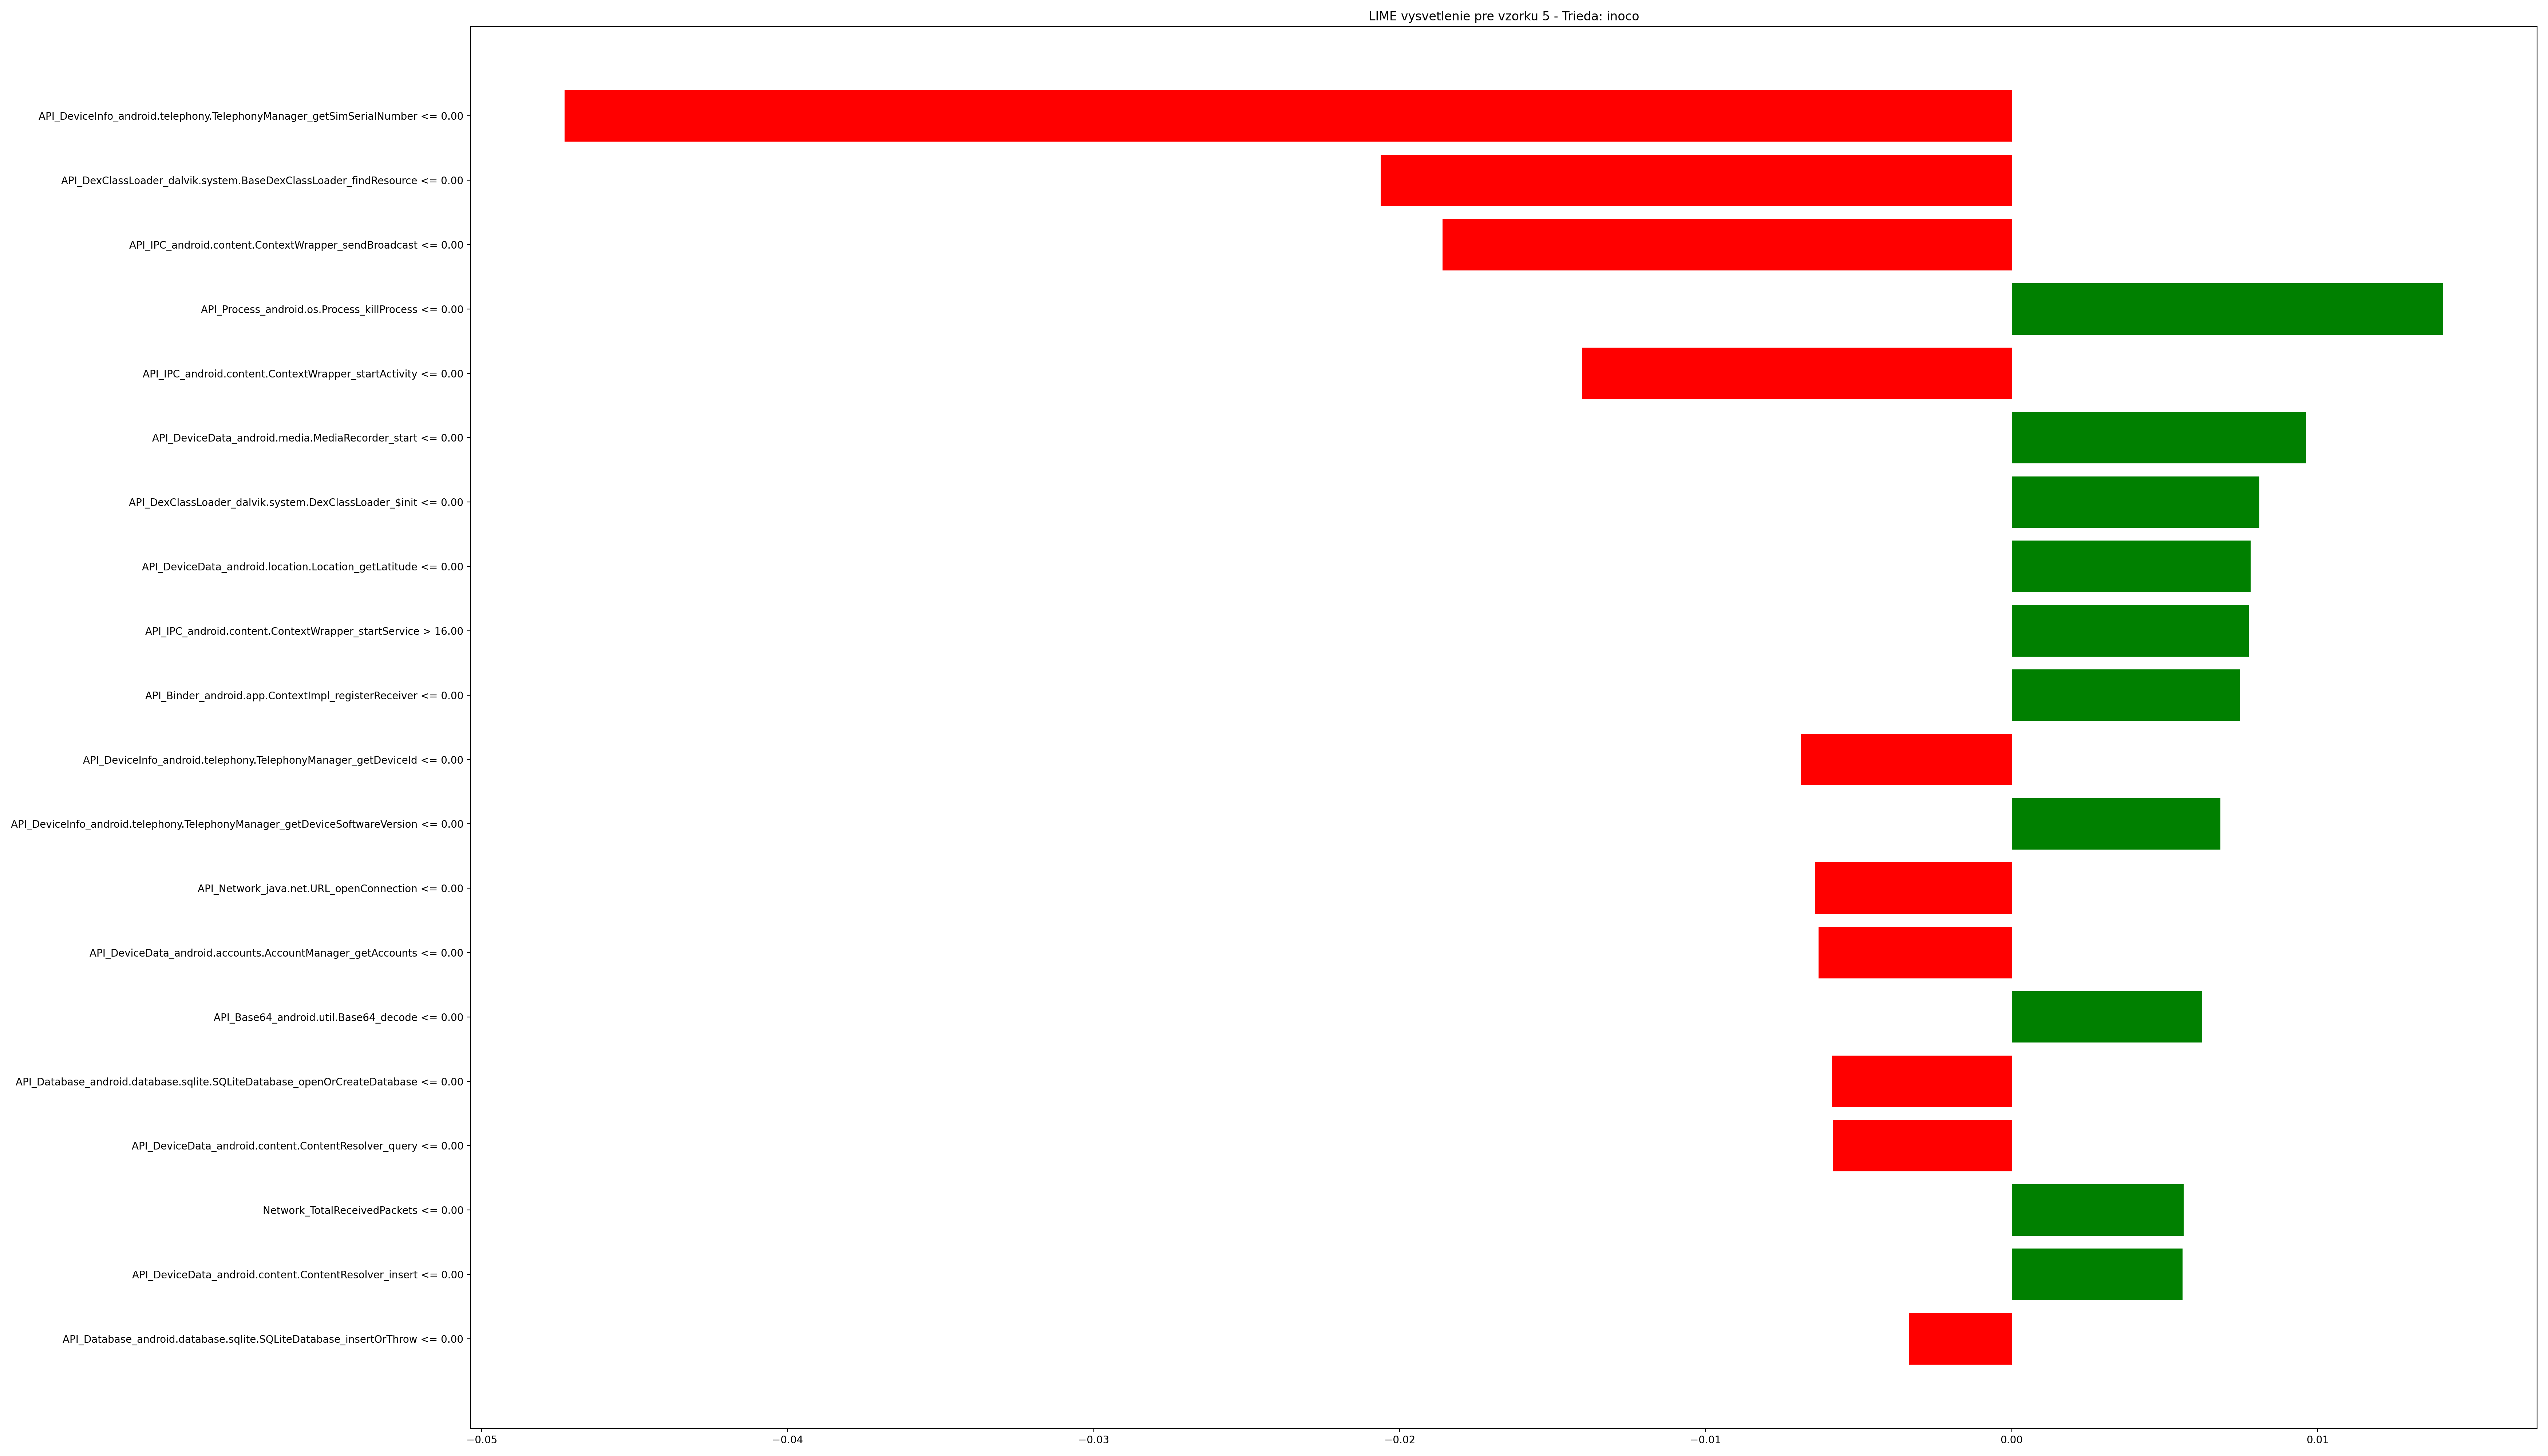 LIME vysvetlenie pre vzorku 5 - Trieda: inoco
API_DeviceInfo_android.telephony.TelephonyManager_getSimSerialNumber <= 0.00
API_DexClassLoader_dalvik.system.BaseDexClassLoader_findResource <= 0.00
API_IPC_android.content.ContextWrapper_sendBroadcast <= 0.00
API_Process_android.os.Process_killProcess <= 0.00
API_IPC_android.content.ContextWrapper_startActivity <= 0.00
API_DeviceData_android.media.MediaRecorder_start <= 0.00
API_DexClassLoader_dalvik.system.DexClassLoader_$init <= 0.00
API_DeviceData_android.location.Location_getLatitude <= 0.00
API_IPC_android.content.ContextWrapper_startService > 16.00
API_Binder_android.app.ContextImpl_registerReceiver <= 0.00
API_DeviceInfo_android.telephony.TelephonyManager_getDeviceId <= 0.00
API_DeviceInfo_android.telephony.TelephonyManager_getDeviceSoftwareVersion <= 0.00
API_Network_java.net.URL_openConnection <= 0.00
API_DeviceData_android.accounts.AccountManager_getAccounts <= 0.00
API_Base64_android.util.Base64_decode <= 0.00
API_Database_android.database.sqlite.SQLiteDatabase_openOrCreateDatabase <= 0.00
API_DeviceData_android.content.ContentResolver_query <= 0.00
Network_TotalReceivedPackets <= 0.00
API_DeviceData_android.content.ContentResolver_insert <= 0.00
API_Database_android.database.sqlite.SQLiteDatabase_insertOrThrow <= 0.00
−0.05 −0.04 −0.03 −0.02 −0.01 0.00 0.01